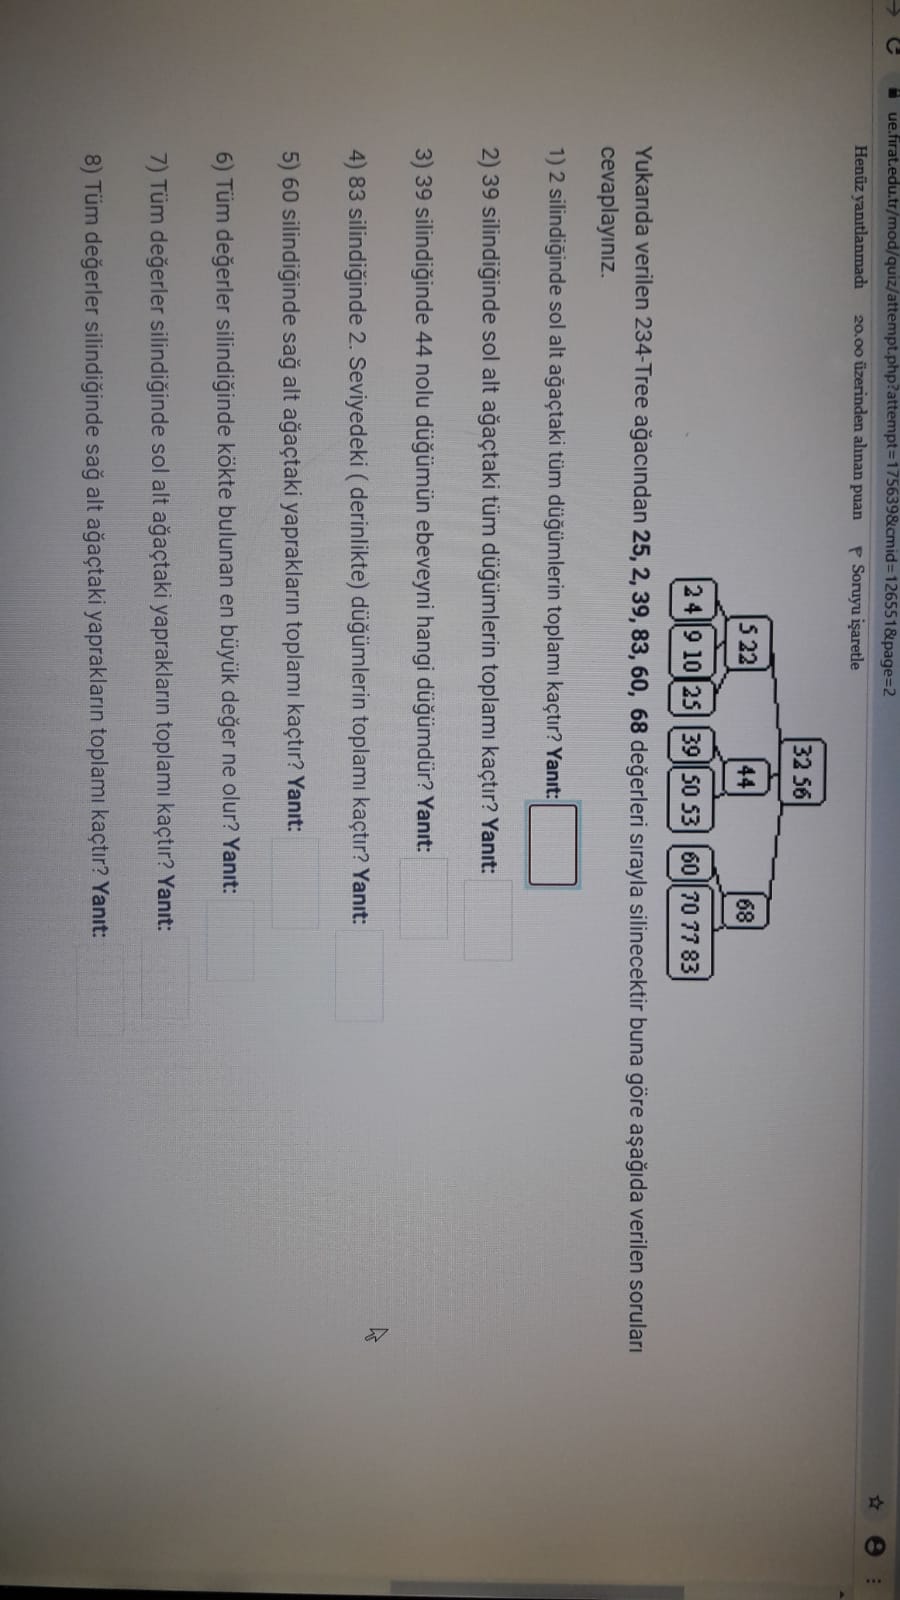 ue.firat.edu.tr/mod/quiz/attempt.php?attempt=175639&cmid=126551&page=2
Henüz yanıtlanmadı 20,00 üzerinden alınan puan Soruyu işaretle
32 56
5 22 44 68
2 4 9 10 25 39 50 53 60 70 77 83
Yukarıda verilen 234-Tree ağacından 25, 2, 39, 83, 60, 68 değerleri sırayla silinecektir buna göre aşağıda verilen soruları
cevaplayınız.
1) 2 silindiğinde sol alt ağaçtaki tüm düğümlerin toplamı kaçtır? Yanıt:
2) 39 silindiğinde sol alt ağaçtaki tüm düğümlerin toplamı kaçtır? Yanıt:
3) 39 silindiğinde 44 nolu düğümün ebeveyni hangi düğümdür? Yanıt:
4) 83 silindiğinde 2. Seviyedeki ( derinlikte) düğümlerin toplamı kaçtır? Yanıt:
5) 60 silindiğinde sağ alt ağaçtaki yaprakların toplamı kaçtır? Yanıt:
6) Tüm değerler silindiğinde kökte bulunan en büyük değer ne olur? Yanıt:
7) Tüm değerler silindiğinde sol alt ağaçtaki yaprakların toplamı kaçtır? Yanıt:
8) Tüm değerler silindiğinde sağ alt ağaçtaki yaprakların toplamı kaçtır? Yanıt: